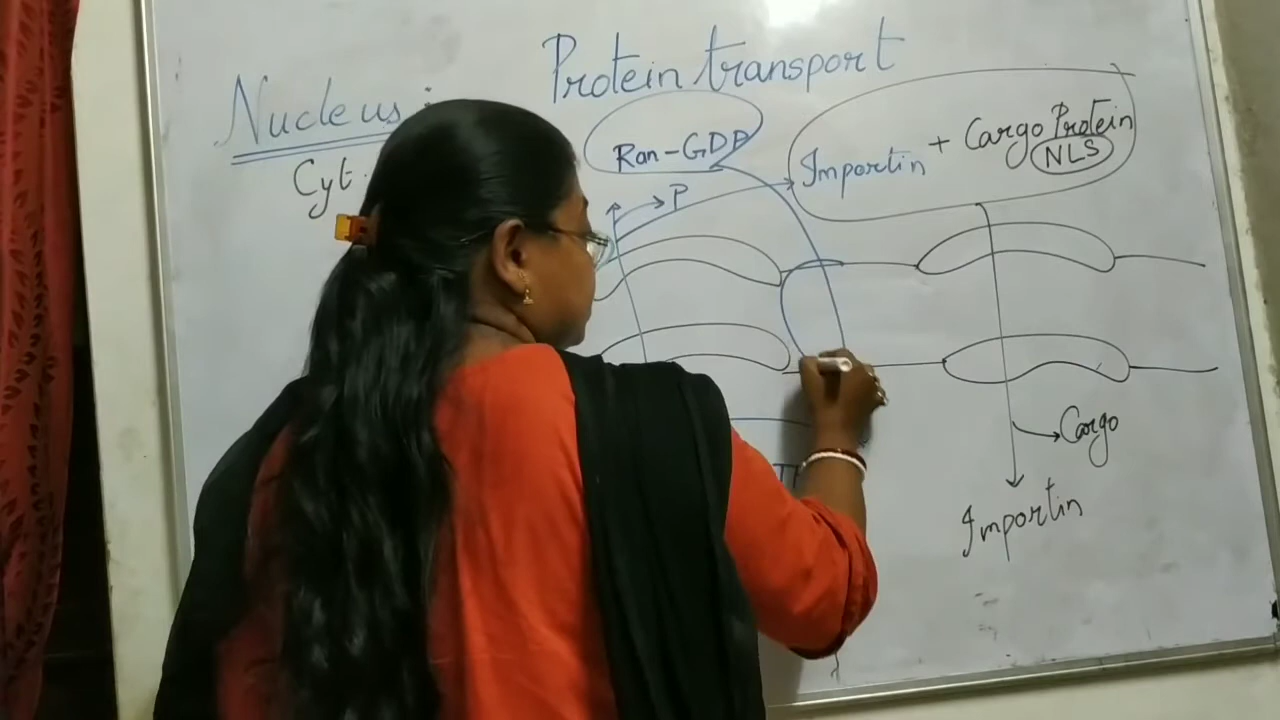 Protein transport
Nucleus :
Cyt.
Ran-GDP
Importin + Cargo Protein
NLS
P
Cargo
Importin